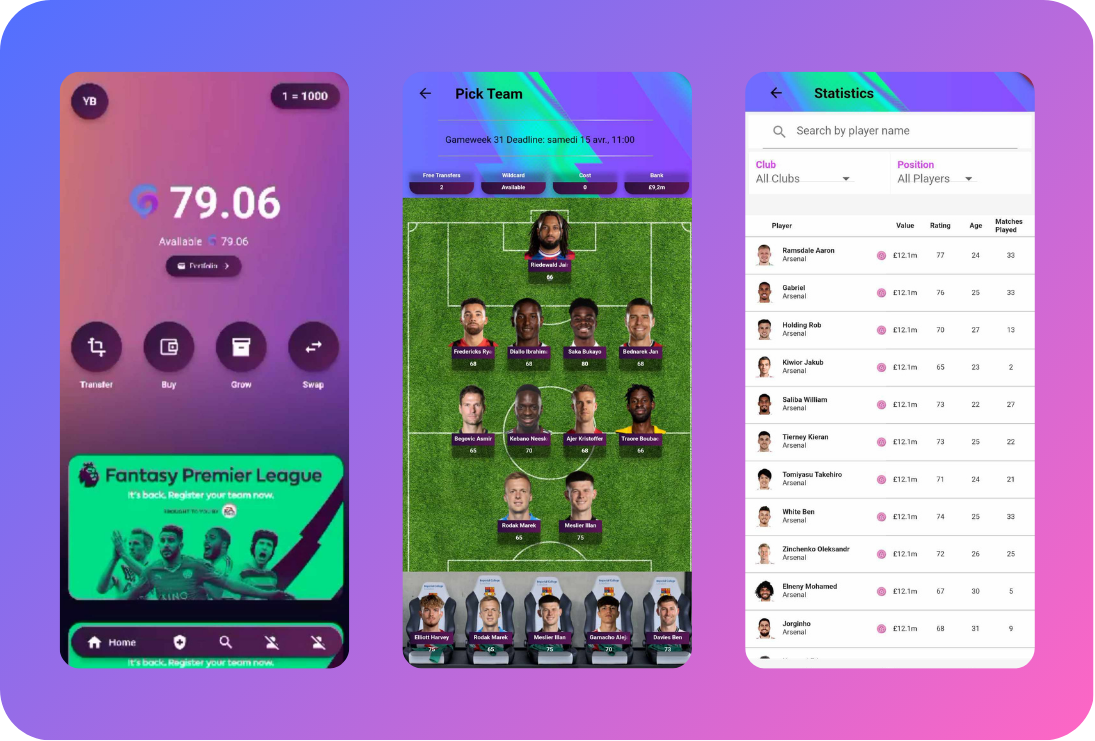 YB
1 = 1000
79.06
Available 79.06
Portfolio
Transfer Buy Grow Swap
Fantasy Premier League
It's back. Register your team now.
BROUGHT TO YOU BY EA
Home
It's back. Register your team now.
Pick Team
Gameweek 31 Deadline: samedi 15 avr., 11:00
Free Transfers Wildcard Cost Bank
2 Available 0 £9,2m
Riedewald Jai
66
Fredericks Rya Diallo Ibrahim Saka Bukayo Bednarek Jan
68 68 80 68
Begovic Asmir Kebano Neesk Ajer Kristoffer Traore Boubac
65 70 68 66
Rodak Marek Meslier Illan
65 75
Elliott Harvey Rodak Marek Meslier Illan Garnacho Alej Davies Ben
75 65 75 70 73
Statistics
Search by player name
Club Position
All Clubs All Players
Player Value Rating Age Matches
Played
Ramsdale Aaron
Arsenal £12.1m 77 24 33
Gabriel
Arsenal £12.1m 76 25 33
Holding Rob
Arsenal £12.1m 70 27 13
Kiwior Jakub
Arsenal £12.1m 65 23 2
Saliba William
Arsenal £12.1m 73 22 27
Tierney Kieran
Arsenal £12.1m 73 25 22
Tomiyasu Takehiro
Arsenal £12.1m 71 24 21
White Ben
Arsenal £12.1m 74 25 33
Zinchenko Oleksandr
Arsenal £12.1m 72 26 25
Elneny Mohamed
Arsenal £12.1m 67 30 5
Jorginho
Arsenal £12.1m 68 31 9